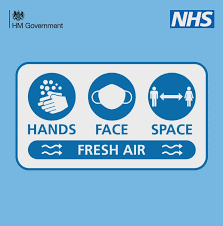 HM Government
NHS
HANDS FACE SPACE
FRESH AIR